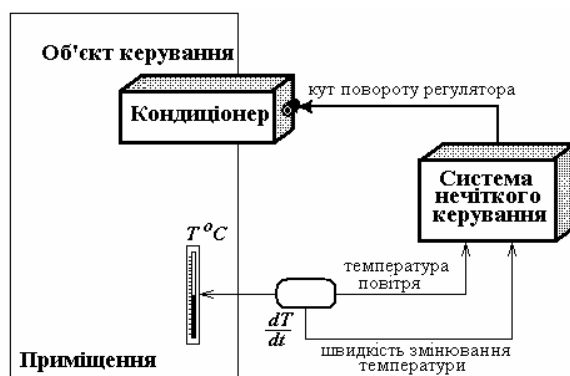 Об'єкт керування
Кондиціонер
кут повороту регулятора
Система
нечіткого
керування
T °C
температура
повітря
dT
dt
швидкість змінювання
температури
Приміщення